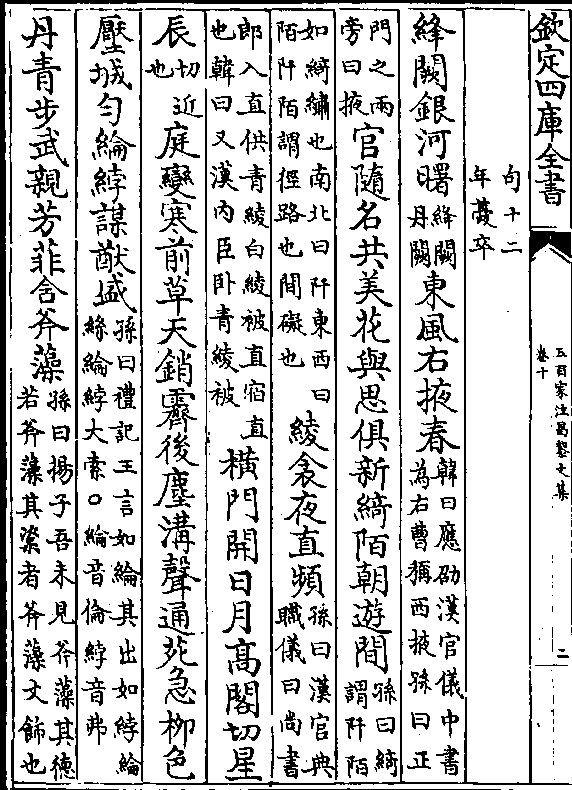 欽定四庫全書
五百家注昌黎文集
卷十
二
句十二
年薨卒
絳闕銀河曙絳闕丹闕東風右掖春韓曰應劭漢官儀中書為右曹稱西掖孫曰正
門之兩旁曰掖官隨名共美花與思俱新綺陌朝遊間孫曰綺謂阡陌
如綺繡也南北曰阡東西曰陌阡陌謂徑路也間礙也綾衾夜直頻孫曰漢官典職儀曰尚書
郎入直供青綾白綾被直宿直也韓曰又漢內臣臥青綾被橫門開日月高閣切星
辰切近也庭變寒前草天銷霽後塵溝聲通苑急柳色
壓城勻綸綍謀猷盛孫曰禮記王言如綸其出如綍綸絲綸綍大索○綸音倫綍音弗
丹青步武親芳菲舍斧藻孫曰揚子吾未見斧藻其德若斧藻其楶者斧藻文飾也